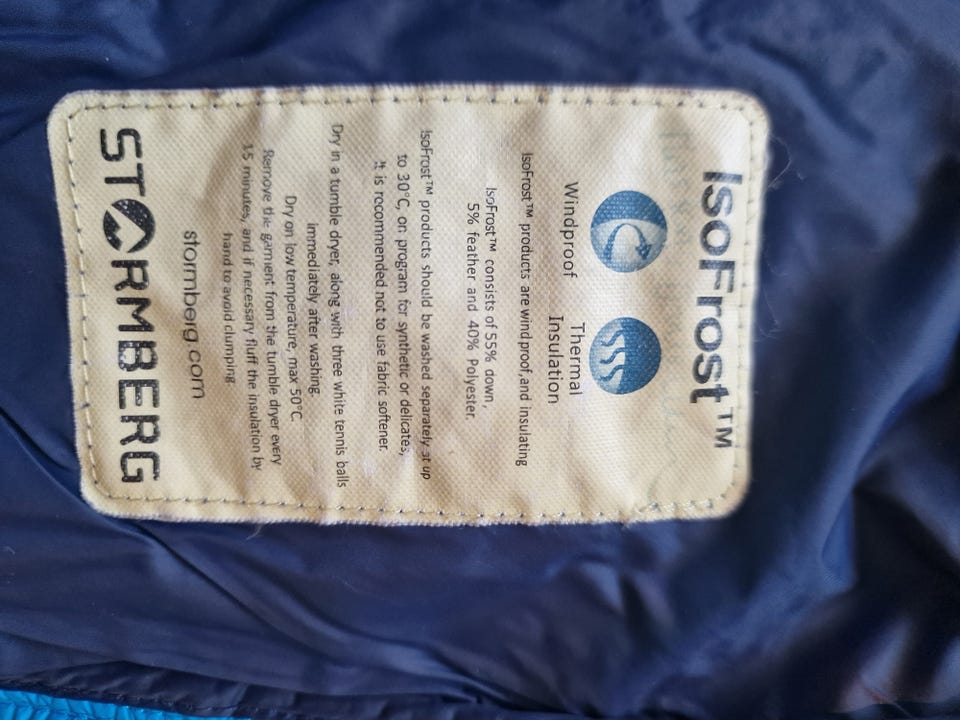 IsoFrost™
Windproof
Thermal
Insulation
IsoFrost™ products are windproof,and insulating
IsoFrost™ consists of 55% down,
5% feather and 40% Polyester.
IsoFrost™ products should be washed separately at up
to 30°C, on program for synthetic or delicates,
It is recommended not to use fabric softener.
Dry in a tumble dryer, along with three white tennis balls
immediately after washing
Dry on low temperature, max 50°C.
Remove the garment from the tumble dryer every
15 minutes, and if necessary fluff the insulation by
hand to avoid clumping
stormberg.com
STORMBERG